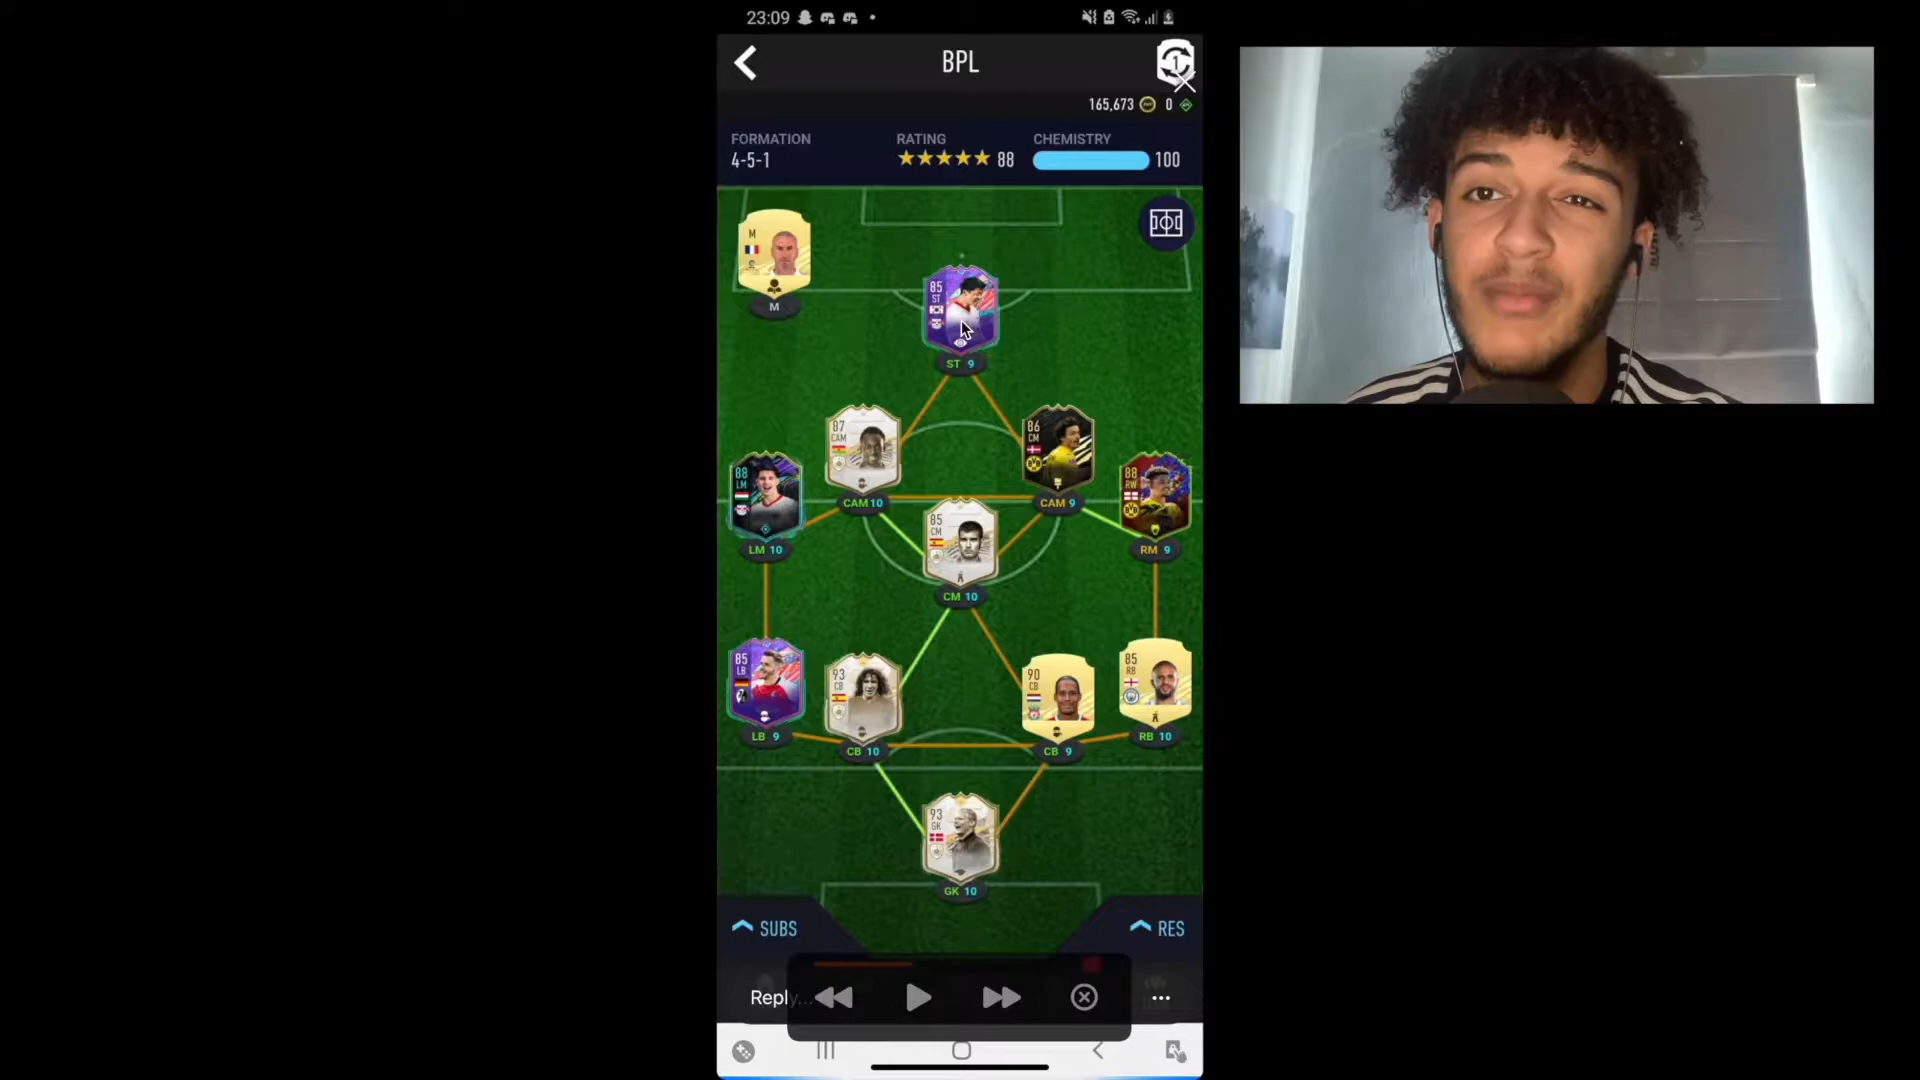 23:09
BPL
1
165,673 0
FORMATION
4-5-1
RATING
88
CHEMISTRY
100
M
M
85
ST
ST 9
87
CAM
CAM 10
86
CM
CAM 9
88
LM
LM 10
88
RW
RM 9
85
CM
CM 10
85
LB
LB 9
93
CB
CB 10
90
CB
CB 9
85
RB
RB 10
93
GK
GK 10
SUBS
RES
Reply...